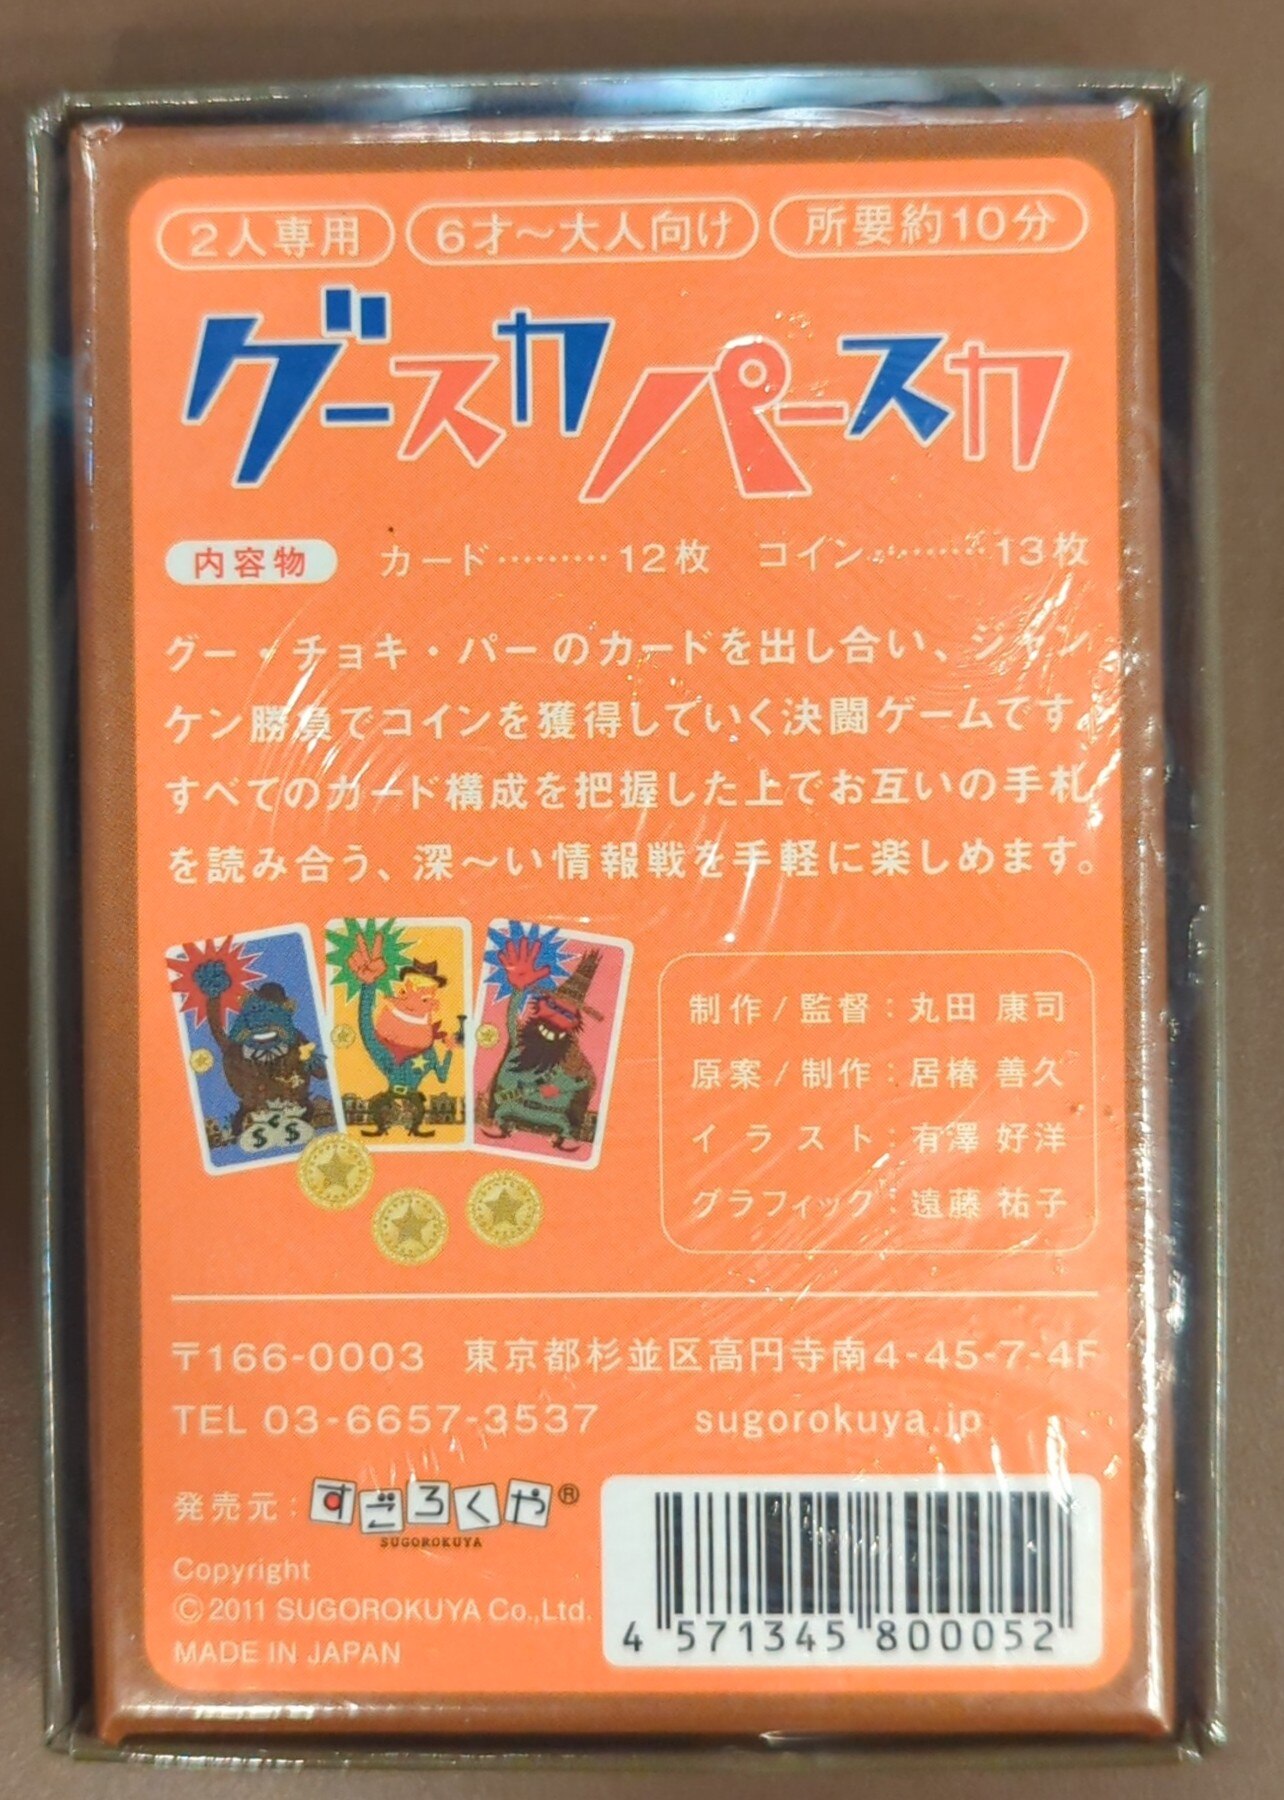 2人専用 6才～大人向け 所要約10分
グースカパースカ
内容物 カード………12枚 コイン………13枚
グー・チョキ・パーのカードを出し合い、ジャン
ケン勝負でコインを獲得していく決闘ゲームです。
すべてのカード構成を把握した上でお互いの手札
を読み合う、深～い情報戦を手軽に楽しめます。
$ ¢ $
制作/監督：丸田 康司
原案/制作：居椿 善久
イラスト：有澤 好洋
グラフィック：遠藤 祐子
〒166-0003 東京都杉並区高円寺南4-45-7-4F
TEL 03-6657-3537 sugorokuya.jp
発売元：すごろくや®
SUGOROKUYA
Copyright
©2011 SUGOROKUYA Co.,Ltd.
MADE IN JAPAN
4 571345 800052